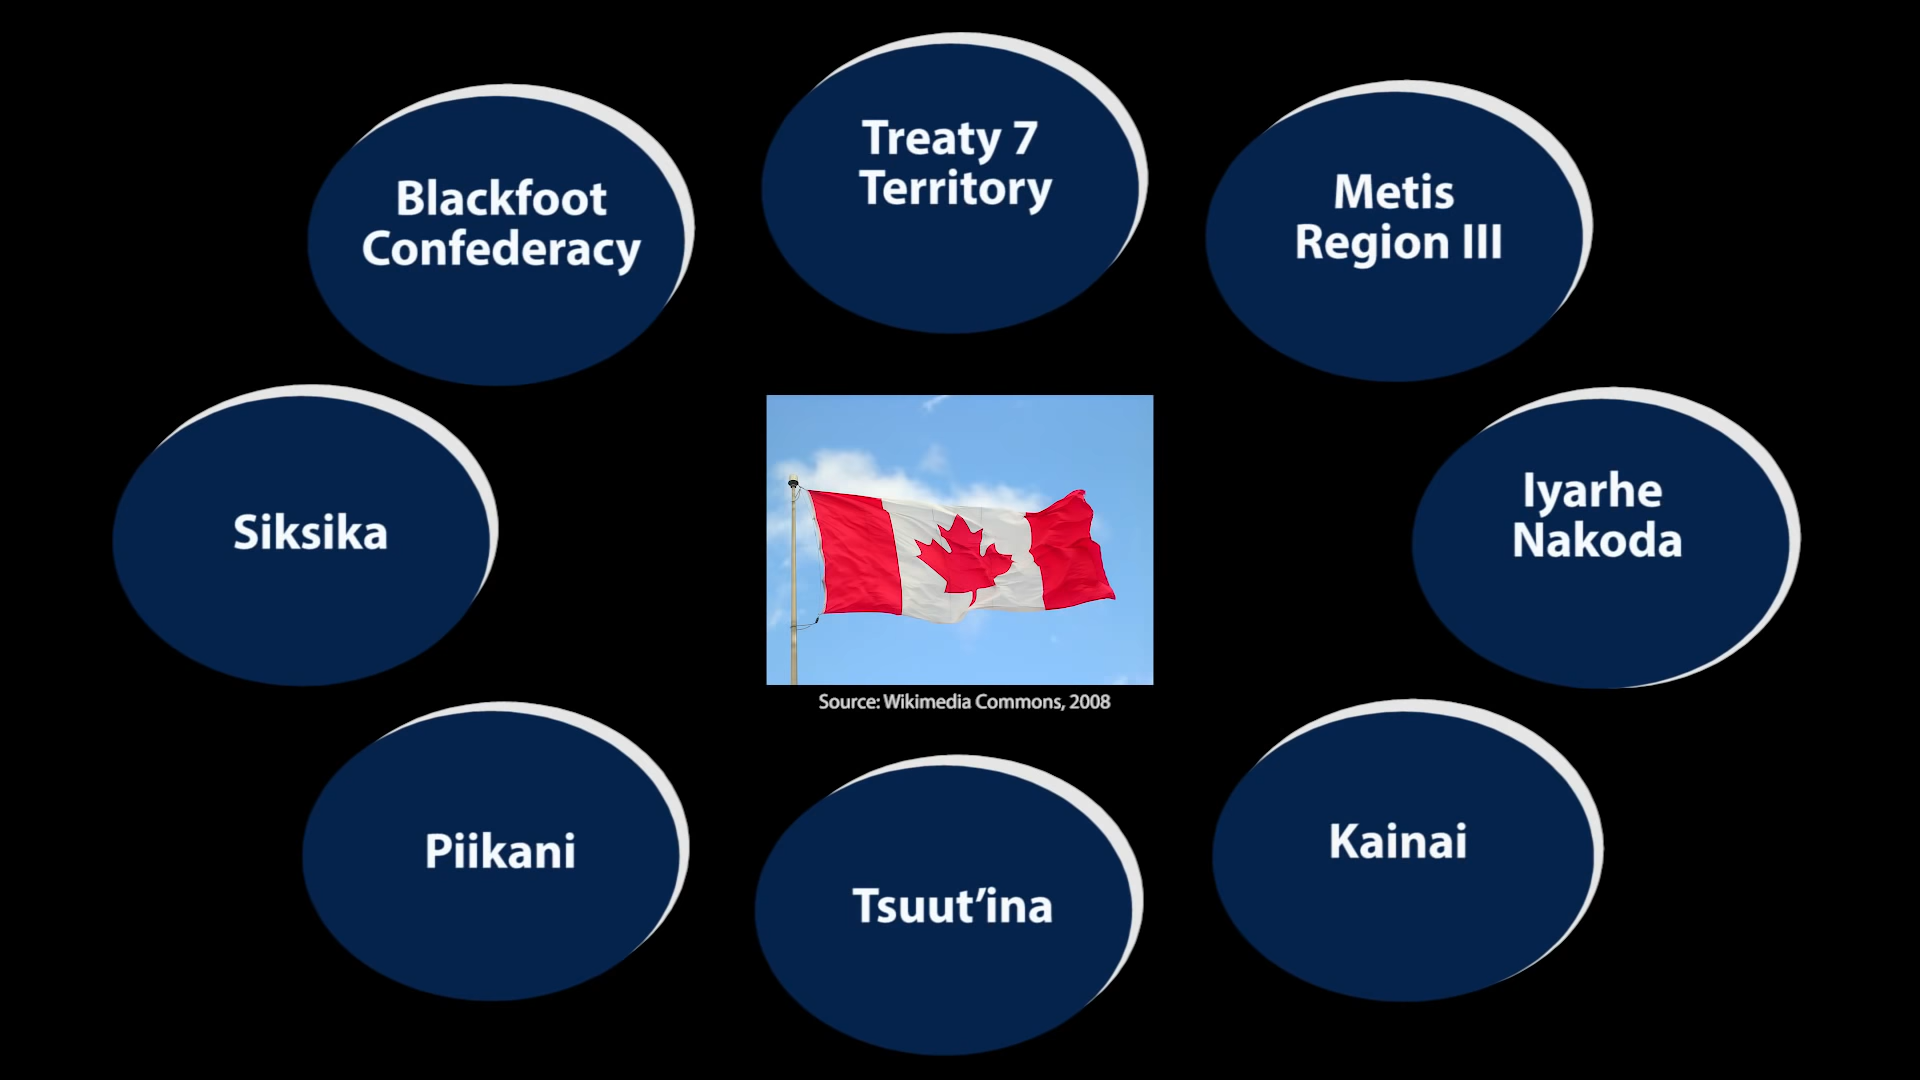 Treaty 7
Territory
Blackfoot
Confederacy
Metis
Region III
Siksika
Iyarhe
Nakoda
Source: Wikimedia Commons, 2008
Piikani
Tsuut’ina
Kainai